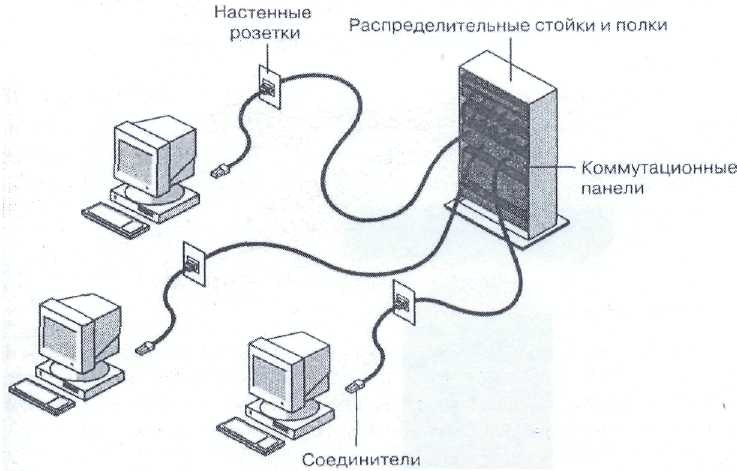 Настенные
розетки
Распределительные стойки и полки
Коммутационные
панели
Соединители